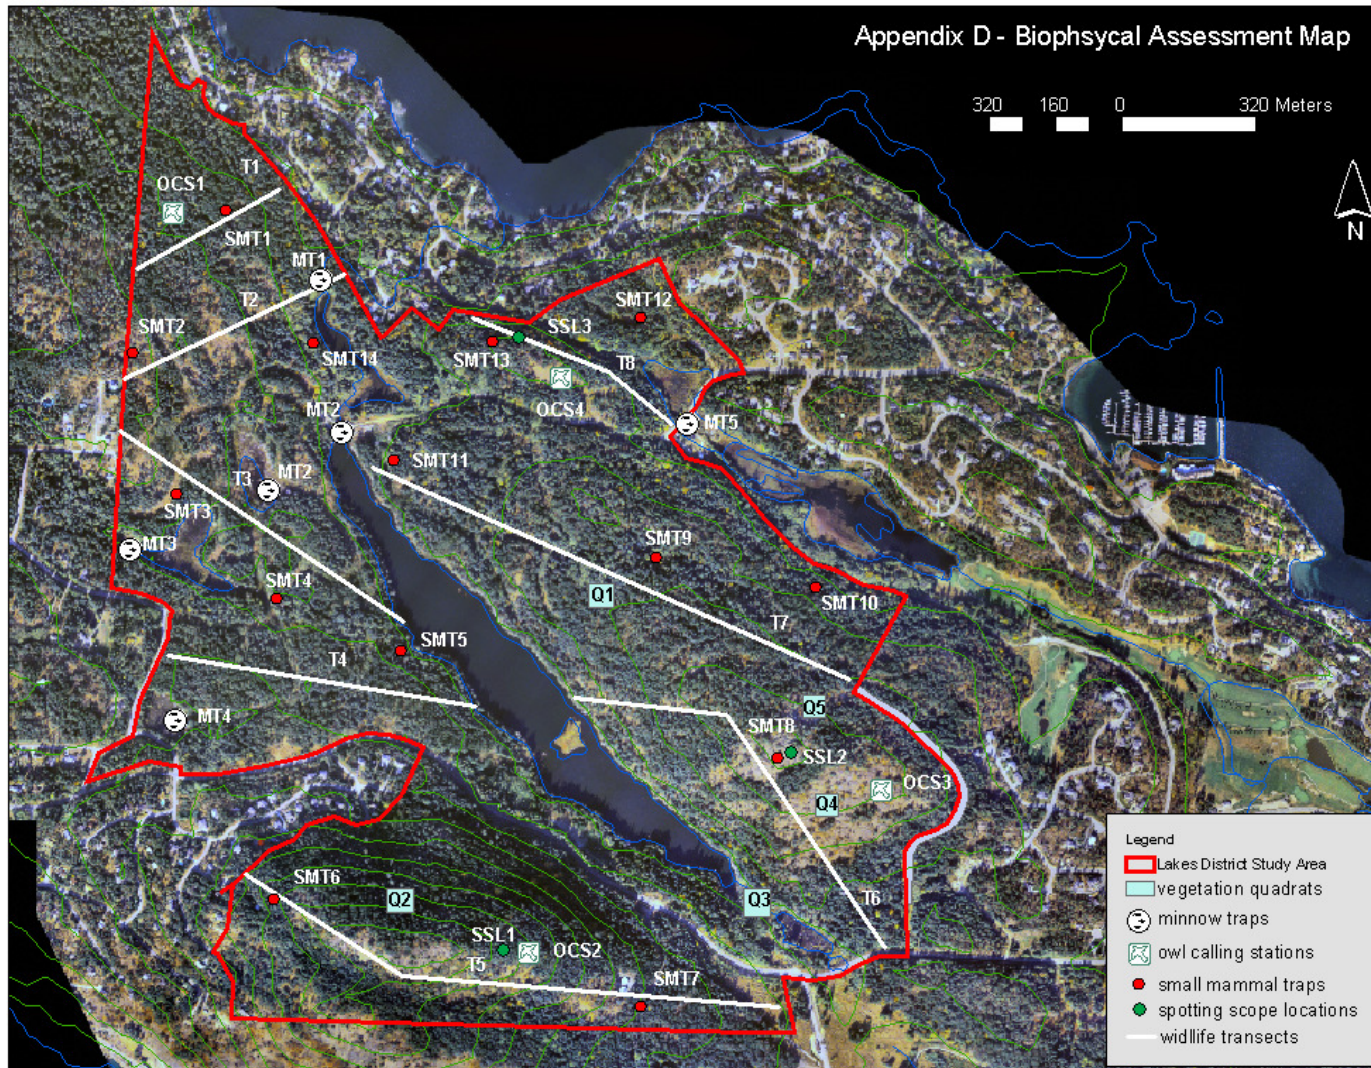 Appendix D - Biophsycal Assessment Map
320 160 0 320 Meters
N
T1
OCS1
SMT1
MT1
T2
SMT2
SMT14
SMT12
SSL3
SMT13
T8
OCS4
MT2
MT5
SMT11
T3
MT2
SMT3
MT3
SMT9
SMT4
Q1
SMT10
T7
SMT5
T4
MT4
Q5
SMT8
SSL2
OCS3
Q4
SMT6
Q2
Q3
T6
SSL1
OCS2
T5
SMT7
Legend
Lakes District Study Area
vegetation quadrats
minnow traps
owl calling stations
small mammal traps
spotting scope locations
widllife transects